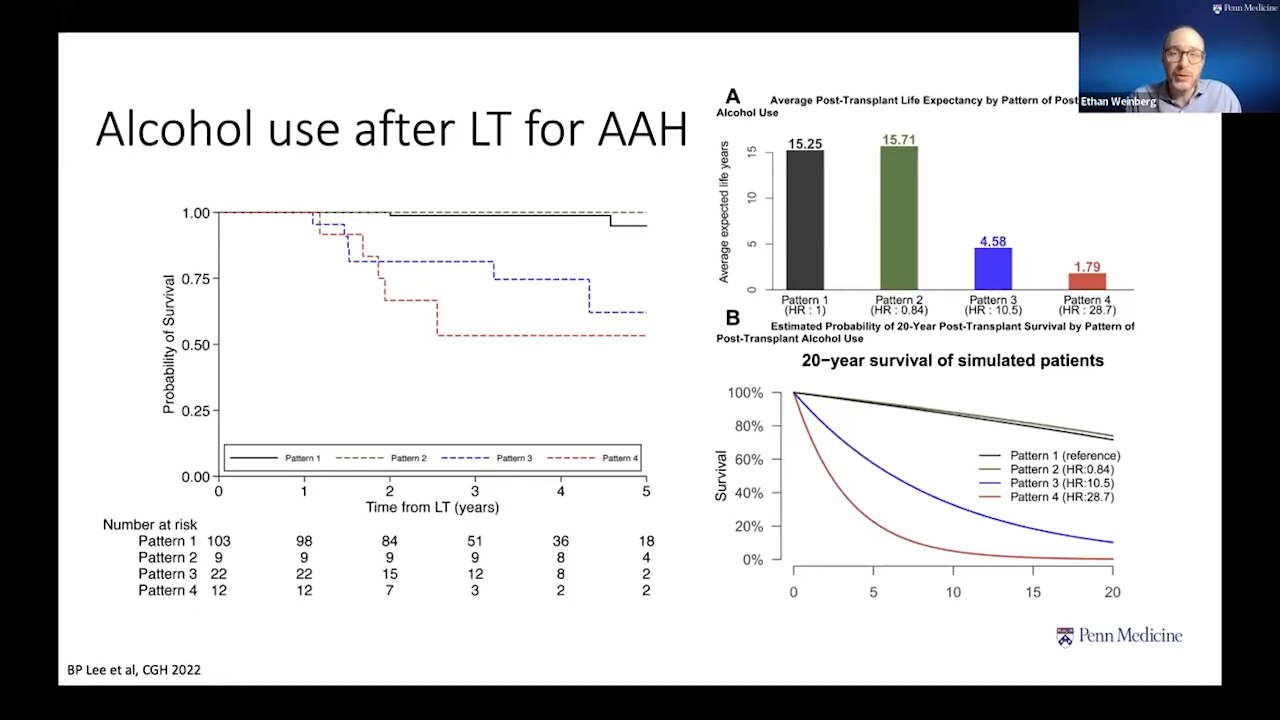 Penn Medicine
Ethan Weinberg
Alcohol use after LT for AAH
1.00
0.75
0.50
0.25
0.00
Probability of Survival
Pattern 1 Pattern 2 Pattern 3 Pattern 4
0 1 2 3 4 5
Time from LT (years)
Number at risk
Pattern 1 103 98 84 51 36 18
Pattern 2 9 9 9 9 8 4
Pattern 3 22 22 15 12 8 2
Pattern 4 12 12 7 3 2 2
A
Average Post-Transplant Life Expectancy by Pattern of Post
Alcohol Use
Average expected life years
15
10
5
0
15.25
15.71
4.58
1.79
Pattern 1 Pattern 2 Pattern 3 Pattern 4
(HR : 1) (HR : 0.84) (HR : 10.5) (HR : 28.7)
B
Estimated Probability of 20-Year Post-Transplant Survival by Pattern of
Post-Transplant Alcohol Use
20−year survival of simulated patients
Survival
100%
80%
60%
40%
20%
0%
Pattern 1 (reference)
Pattern 2 (HR:0.84)
Pattern 3 (HR:10.5)
Pattern 4 (HR:28.7)
0 5 10 15 20
Penn Medicine
BP Lee et al, CGH 2022